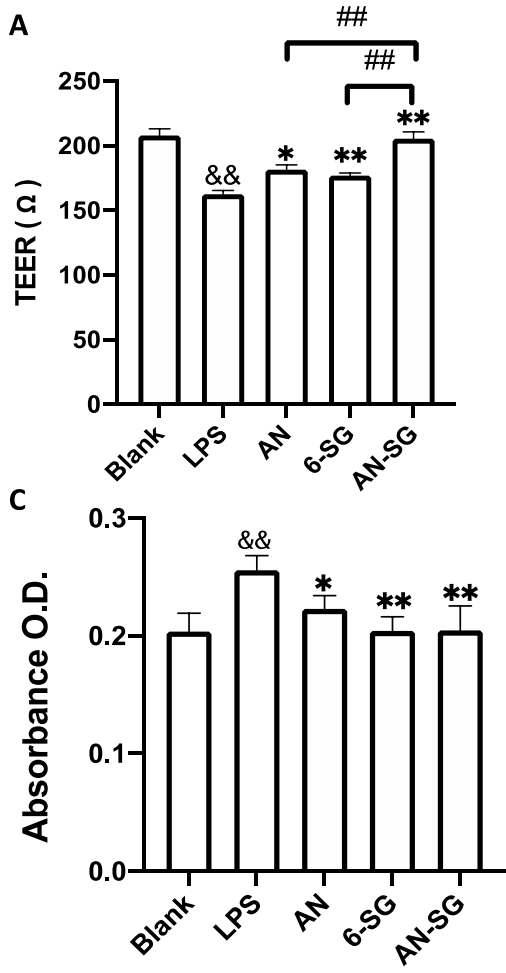 A
##
##
**
*
**
&&
250
200
150
100
50
0
TEER ( Ω )
Blank
LPS
AN
6-SG
AN-SG
C
0.3
0.2
0.1
0.0
Absorbance O.D.
&&
*
**
**
Blank
LPS
AN
6-SG
AN-SG